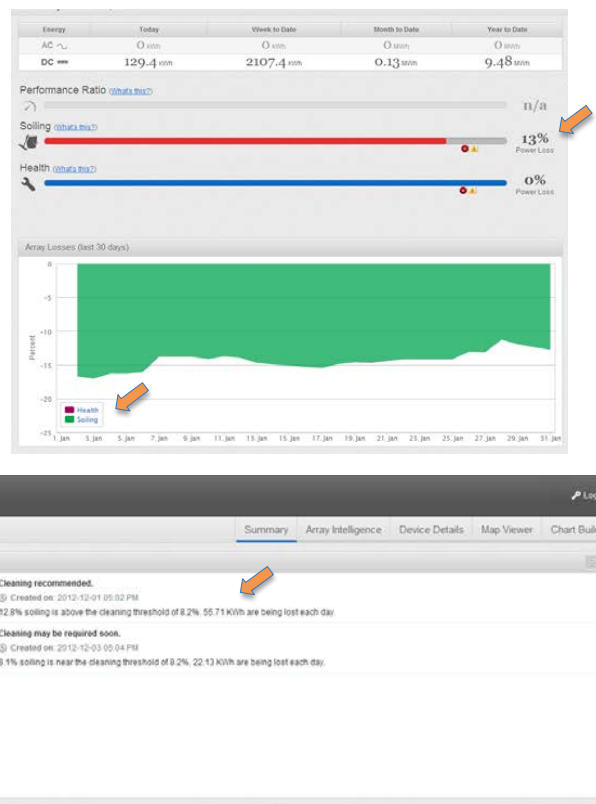 Energy Today Week to Date Month to Date Year to Date
AC 0 kWh 0 kWh 0 MWh 0 MWh
DC 129.4 kWh 2107.4 kWh 0.13 MWh 9.48 MWh
Performance Ratio (What's this?)
n/a
Soiling (What's this?)
13%
Power Loss
Health (What's this?)
0%
Power Loss
Array Losses (last 30 days)
0
-5
-10
-15
-20
-25
Percent
Health
Soiling
1. Jan 3. Jan 5. Jan 7. Jan 9. Jan 11. Jan 13. Jan 15. Jan 17. Jan 19. Jan 21. Jan 23. Jan 25. Jan 27. Jan 29. Jan 31. Jan
Log
Summary Array Intelligence Device Details Map Viewer Chart Build
Cleaning recommended.
Created on: 2012-12-01 05:02 PM
12.8% soiling is above the cleaning threshold of 8.2%. 55.71 KWh are being lost each day.
Cleaning may be required soon.
Created on: 2012-12-03 05:04 PM
8.1% soiling is near the cleaning threshold of 8.2%. 22.13 KWh are being lost each day.